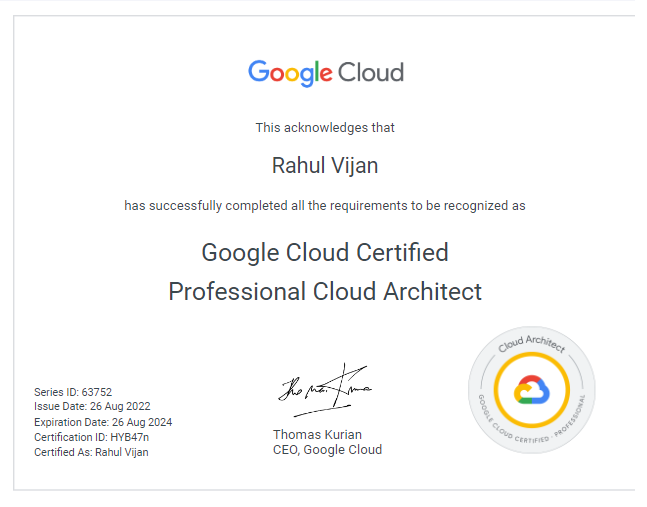 Google Cloud
This acknowledges that
Rahul Vijan
has successfully completed all the requirements to be recognized as
Google Cloud Certified
Professional Cloud Architect
Series ID: 63752
Issue Date: 26 Aug 2022
Expiration Date: 26 Aug 2024
Certification ID: HYB47n
Certified As: Rahul Vijan
Thomas Kurian
CEO, Google Cloud
Cloud Architect
GOOGLE CLOUD CERTIFIED · PROFESSIONAL